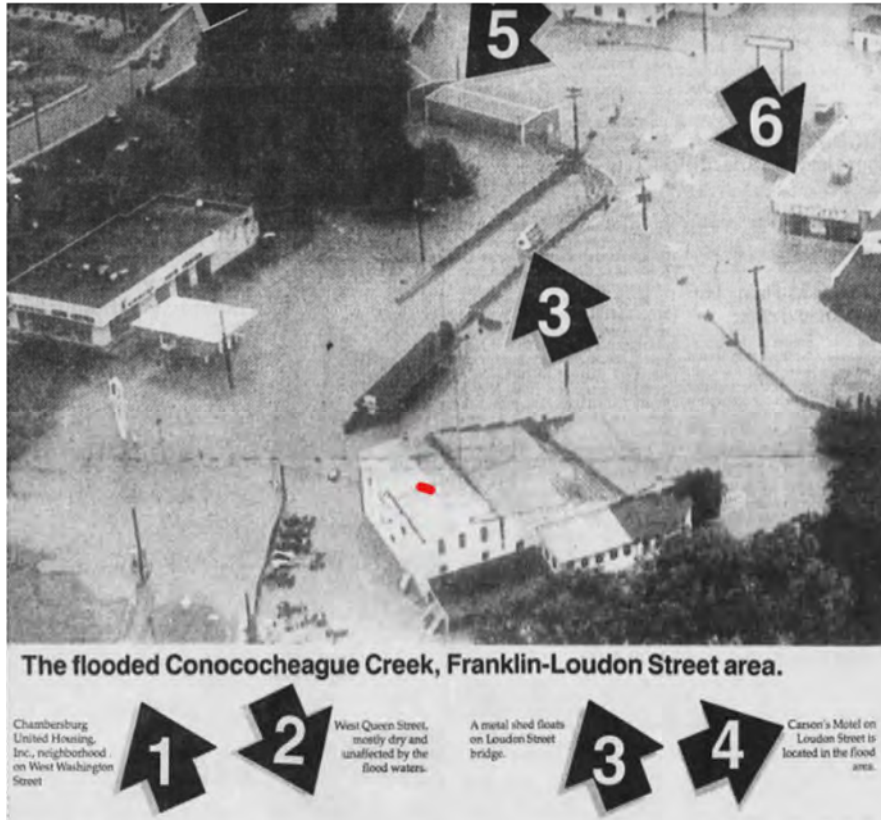 5
6
3
The flooded Conococheague Creek, Franklin-Loudon Street area.
Chambersburg
United Housing,
Inc., neighborhood
on West Washington
Street
1
2
West Queen Street,
mostly dry and
unaffected by the
flood waters.
A metal shed floats
on Loudon Street
bridge.
3
4
Carson's Motel on
Loudon Street is
located in the flood
area.